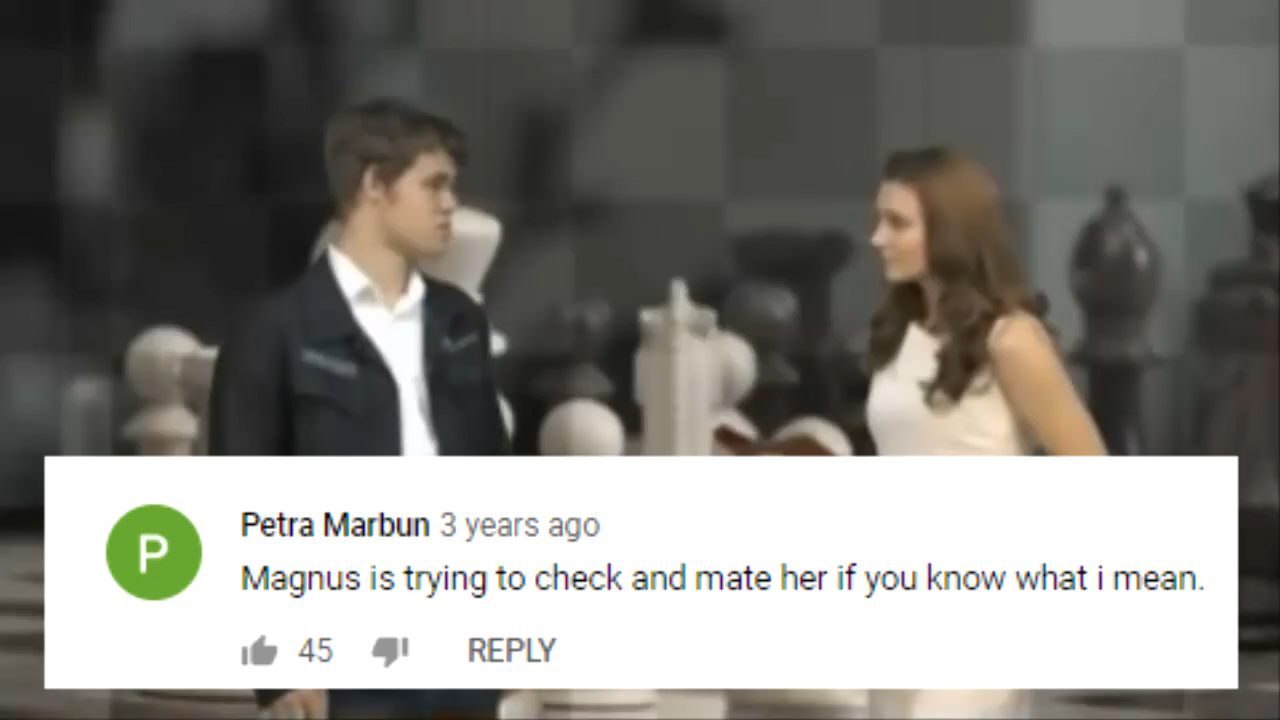 P
Petra Marbun 3 years ago
Magnus is trying to check and mate her if you know what i mean.
45 REPLY